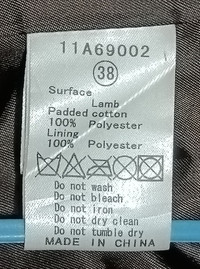 11A69002
38
Surface
Lamb
Padded cotton
100% Polyester
Lining
100% Polyester
Do not wash
Do not bleach
Do not iron
Do not dry clean
Do not tumble dry
MADE IN CHINA